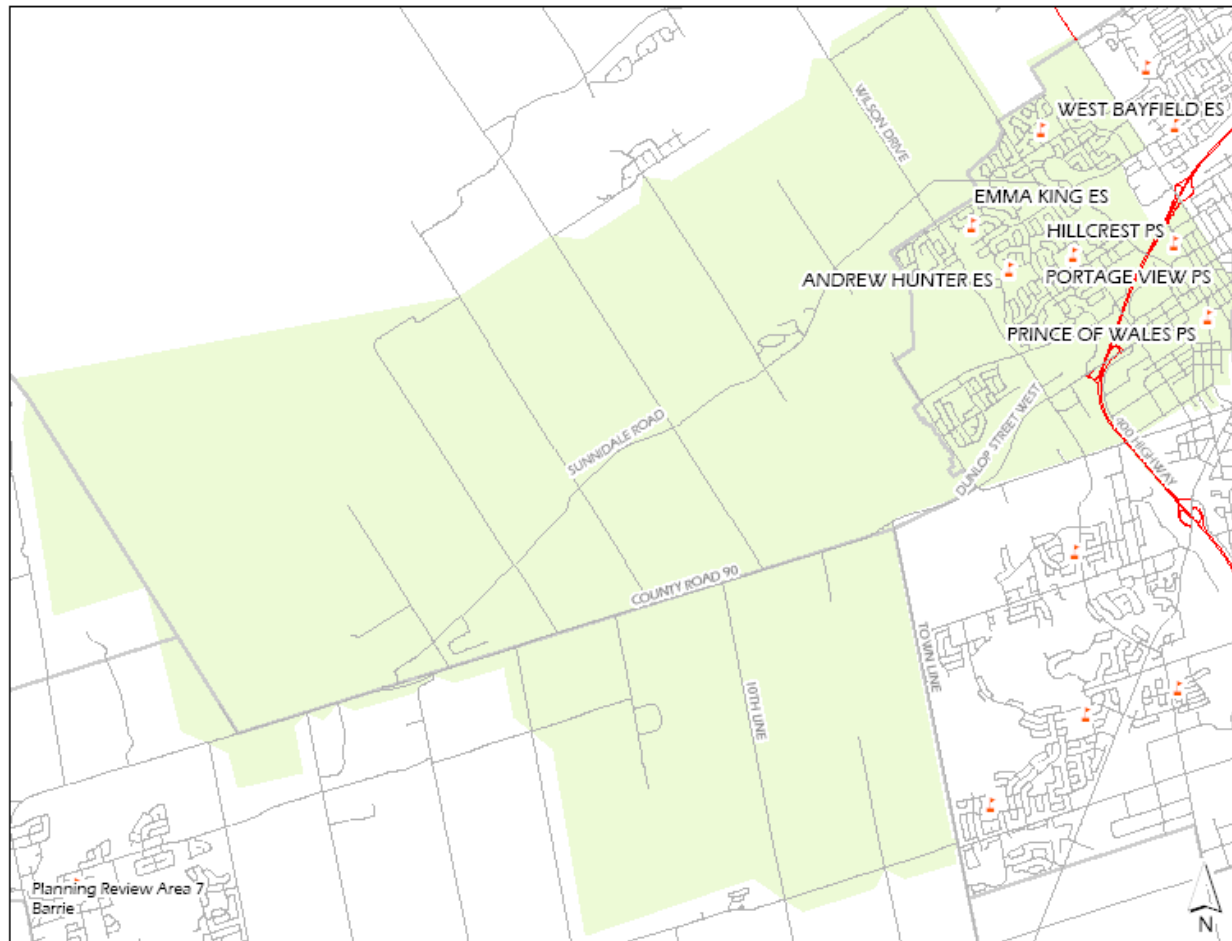 WILSON DRIVE
WEST BAYFIELD ES
EMMA KING ES
HILLCREST PS
ANDREW HUNTER ES
PORTAGE VIEW PS
PRINCE OF WALES PS
SUNNIDALE ROAD
DUNLOP STREET WEST
400 HIGHWAY
COUNTY ROAD 90
TOWN LINE
10TH LINE
Planning Review Area 7
Barrie
N